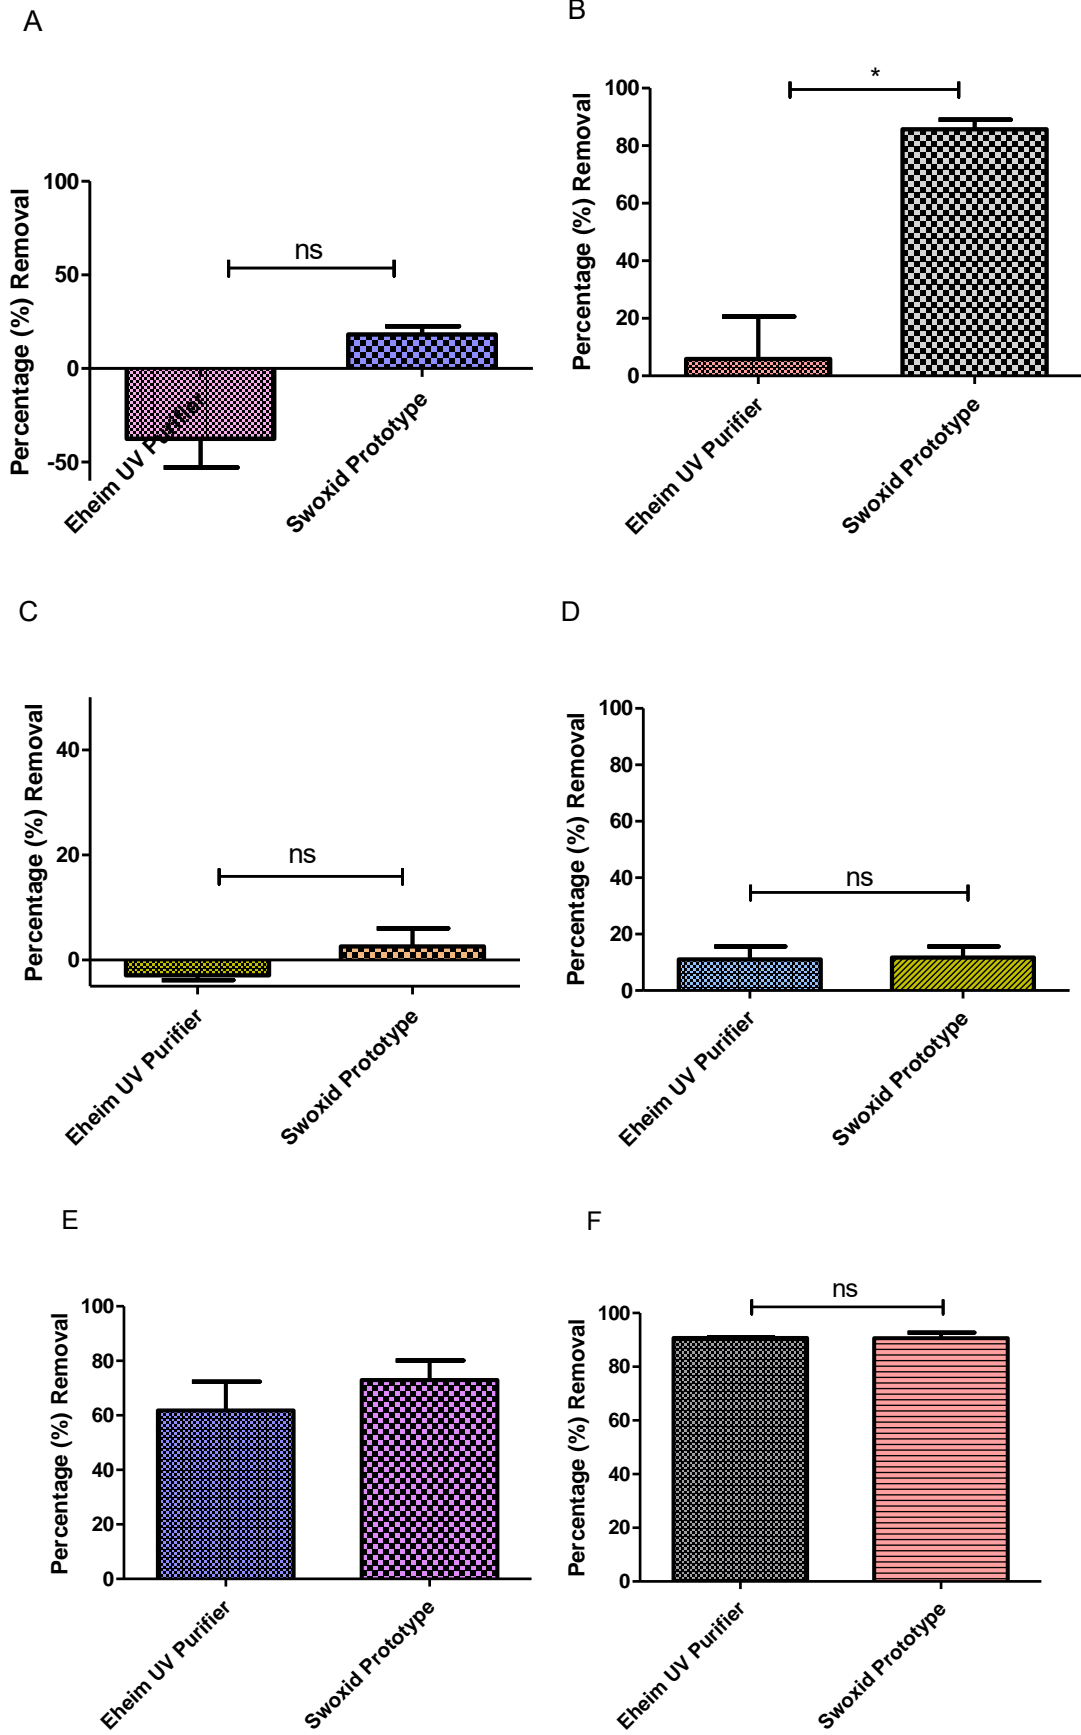 A
Percentage (%) Removal
100
50
0
-50
ns
Eheim UV Purifier
Swoxid Prototype
B
Percentage (%) Removal
100
80
60
40
20
0
*
Eheim UV Purifier
Swoxid Prototype
C
Percentage (%) Removal
40
20
0
ns
Eheim UV Purifier
Swoxid Prototype
D
Percentage (%) Removal
100
80
60
40
20
0
ns
Eheim UV Purifier
Swoxid Prototype
E
Percentage (%) Removal
100
80
60
40
20
0
Eheim UV Purifier
Swoxid Prototype
F
Percentage (%) Removal
100
80
60
40
20
0
ns
Eheim UV Purifier
Swoxid Prototype